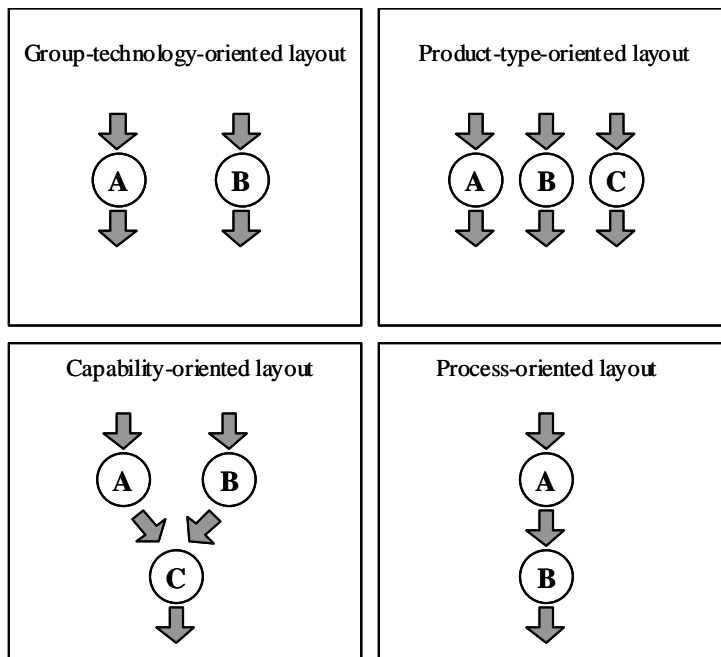 Group-technology-oriented layout
A B
Product-type-oriented layout
A B C
Capability-oriented layout
A B
C
Process-oriented layout
A
B